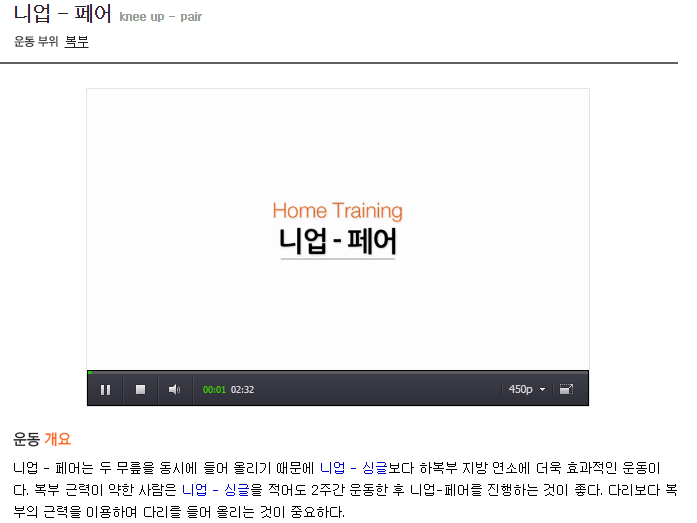 니업 - 페어 knee up - pair
운동 부위 복부
Home Training
니업 - 페어
00:01 02:32 450p
운동 개요
니업 - 페어는 두 무릎을 동시에 들어 올리기 때문에 니업 - 싱글보다 하복부 지방 연소에 더욱 효과적인 운동이
다. 복부 근력이 약한 사람은 니업 - 싱글을 적어도 2주간 운동한 후 니업-페어를 진행하는 것이 좋다. 다리보다 복
부의 근력을 이용하여 다리를 들어 올리는 것이 중요하다.